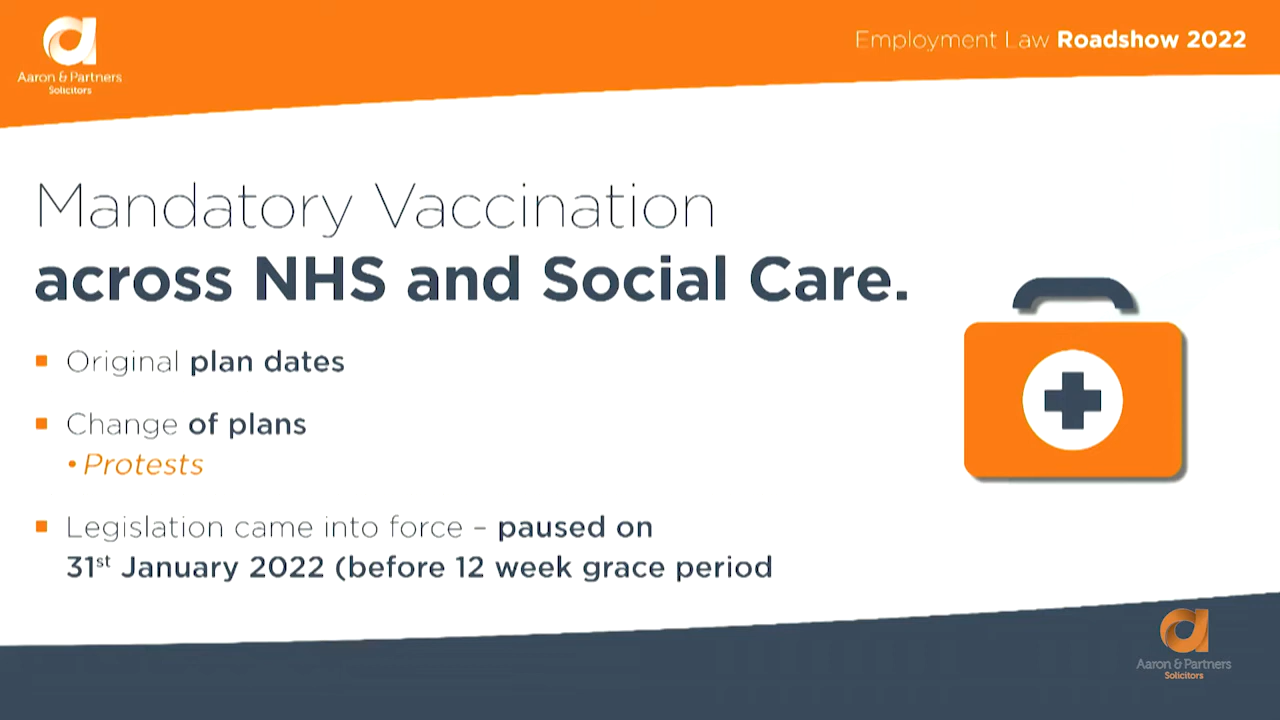 Aaron & Partners
Solicitors
Employment Law Roadshow 2022
Mandatory Vaccination
across NHS and Social Care.
Original plan dates
Change of plans
• Protests
Legislation came into force – paused on
31st January 2022 (before 12 week grace period
Aaron & Partners
Solicitors